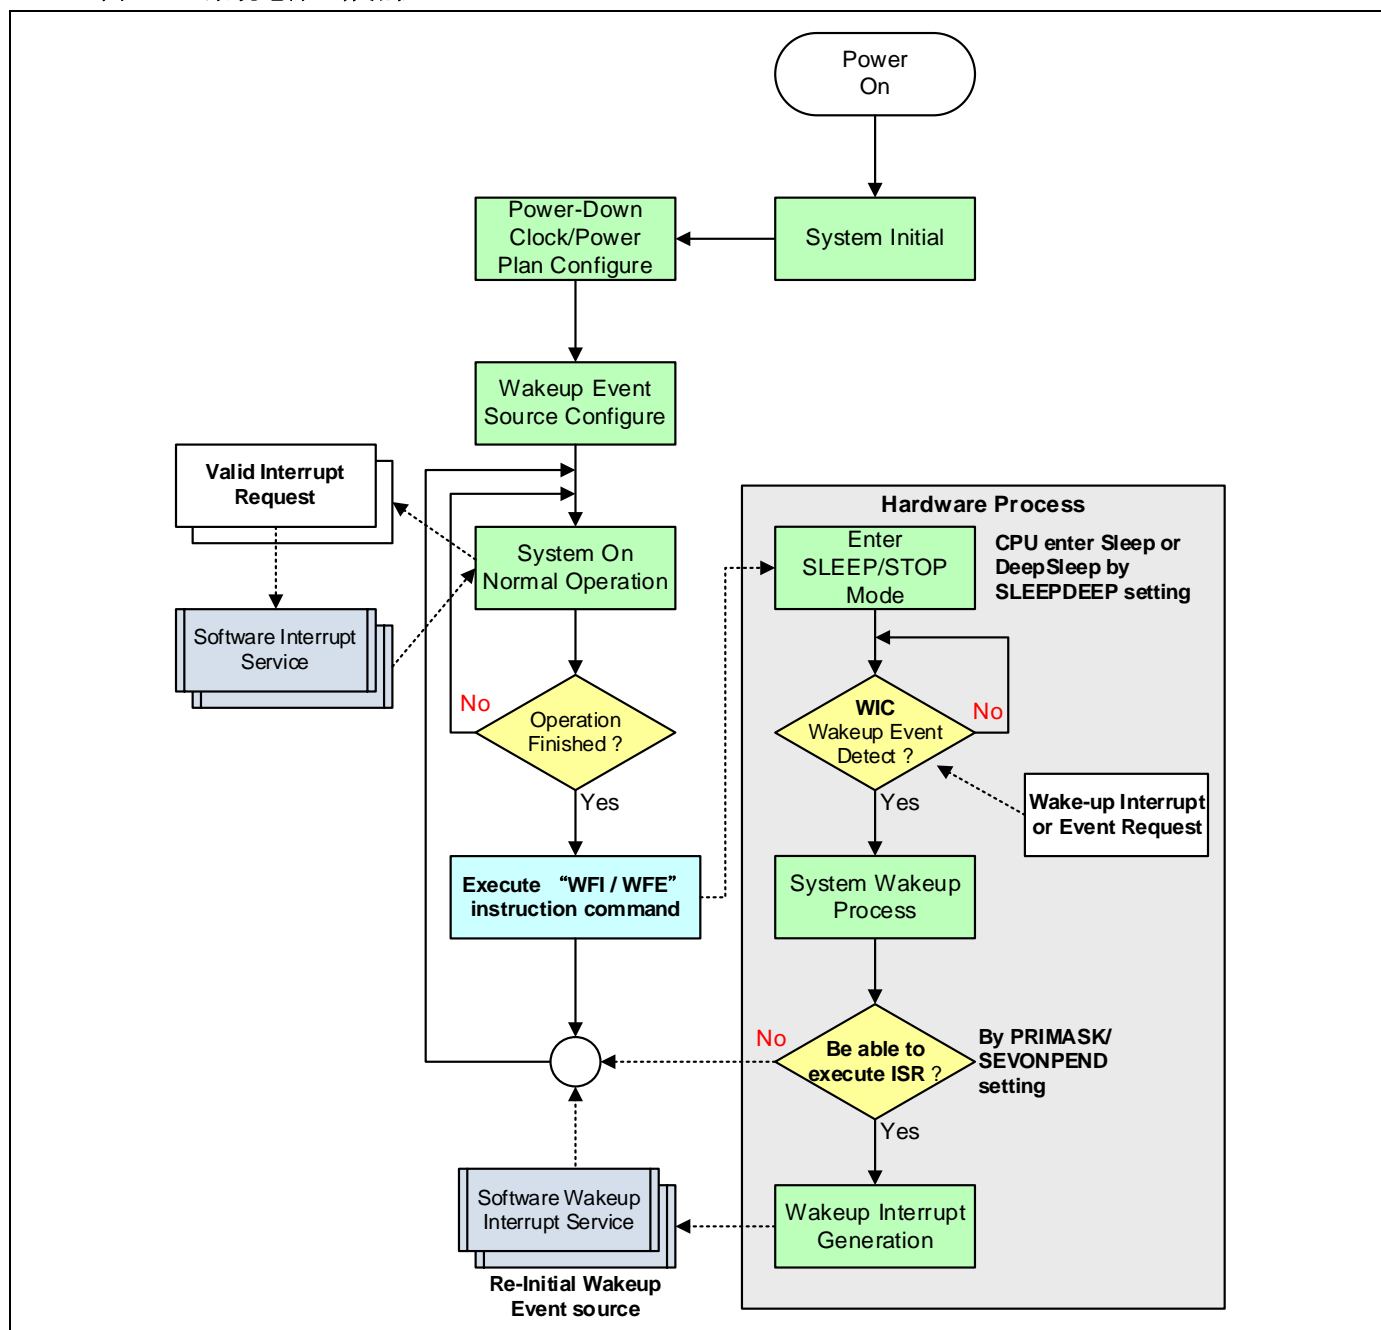 Power
On
System Initial
Power-Down
Clock/Power
Plan Configure
Wakeup Event
Source Configure
Valid Interrupt
Request
System On
Normal Operation
Software Interrupt
Service
No
Operation
Finished ?
Yes
Execute “WFI / WFE”
instruction command
Hardware Process
Enter
SLEEP/STOP
Mode
CPU enter Sleep or
DeepSleep by
SLEEPDEEP setting
WIC
Wakeup Event
Detect ?
No
Yes
Wake-up Interrupt
or Event Request
System Wakeup
Process
No
Be able to
execute ISR ?
By PRIMASK/
SEVONPEND
setting
Yes
Wakeup Interrupt
Generation
Software Wakeup
Interrupt Service
Re-Initial Wakeup
Event source